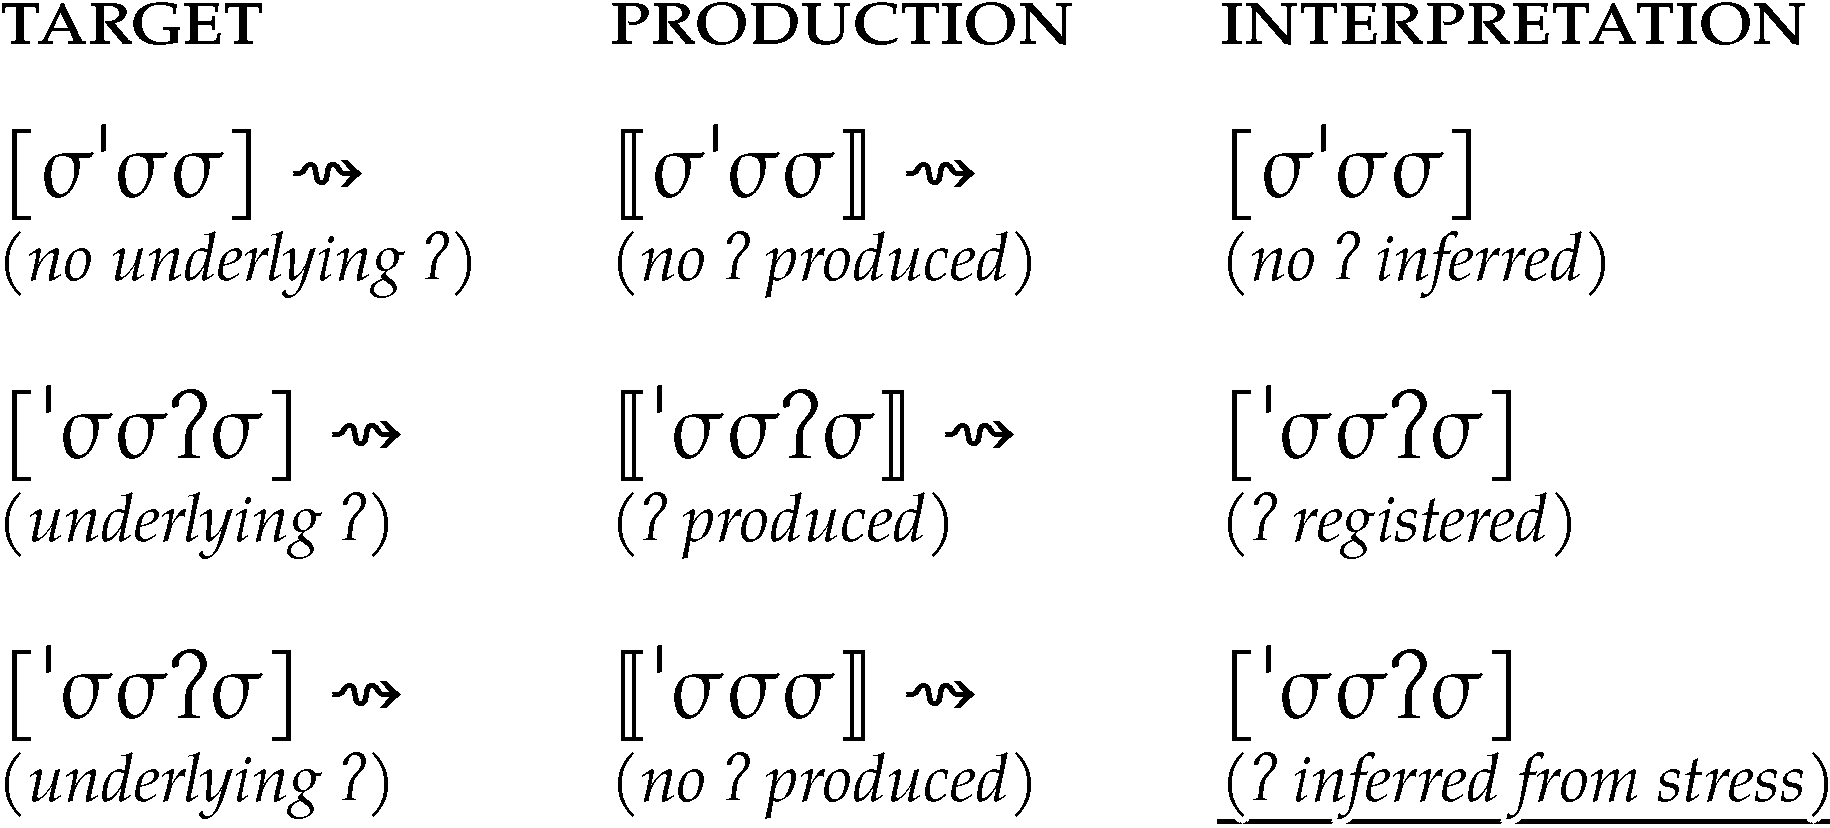 TARGET PRODUCTION INTERPRETATION
[σˈσσ] ⇝ ⟦σˈσσ⟧ ⇝ [σˈσσ]
(no underlying ʔ) (no ʔ produced) (no ʔ inferred)
[ˈσσʔσ] ⇝ ⟦ˈσσʔσ⟧ ⇝ [ˈσσʔσ]
(underlying ʔ) (ʔ produced) (ʔ registered)
[ˈσσʔσ] ⇝ ⟦ˈσσσ⟧ ⇝ [ˈσσʔσ]
(underlying ʔ) (no ʔ produced) (ʔ inferred from stress)